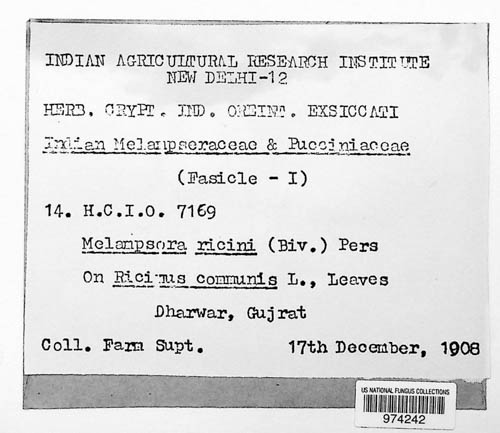 INDIAN AGRICULTURAL RESEARCH INSTITUTE
NEW DELHI-12
HERB. CRYPT. IND. ORIENT. EXSICCATI
Indian Melampseraceae & Pucciniaceae
(Fasicle - I)
14. H.C.I.O. 7169
Melampsora ricini (Biv.) Pers
On Ricinus communis L., Leaves
Dharwar, Gujrat
Coll. Farm Supt. 17th December, 1908
US NATIONAL FUNGUS COLLECTIONS
974242